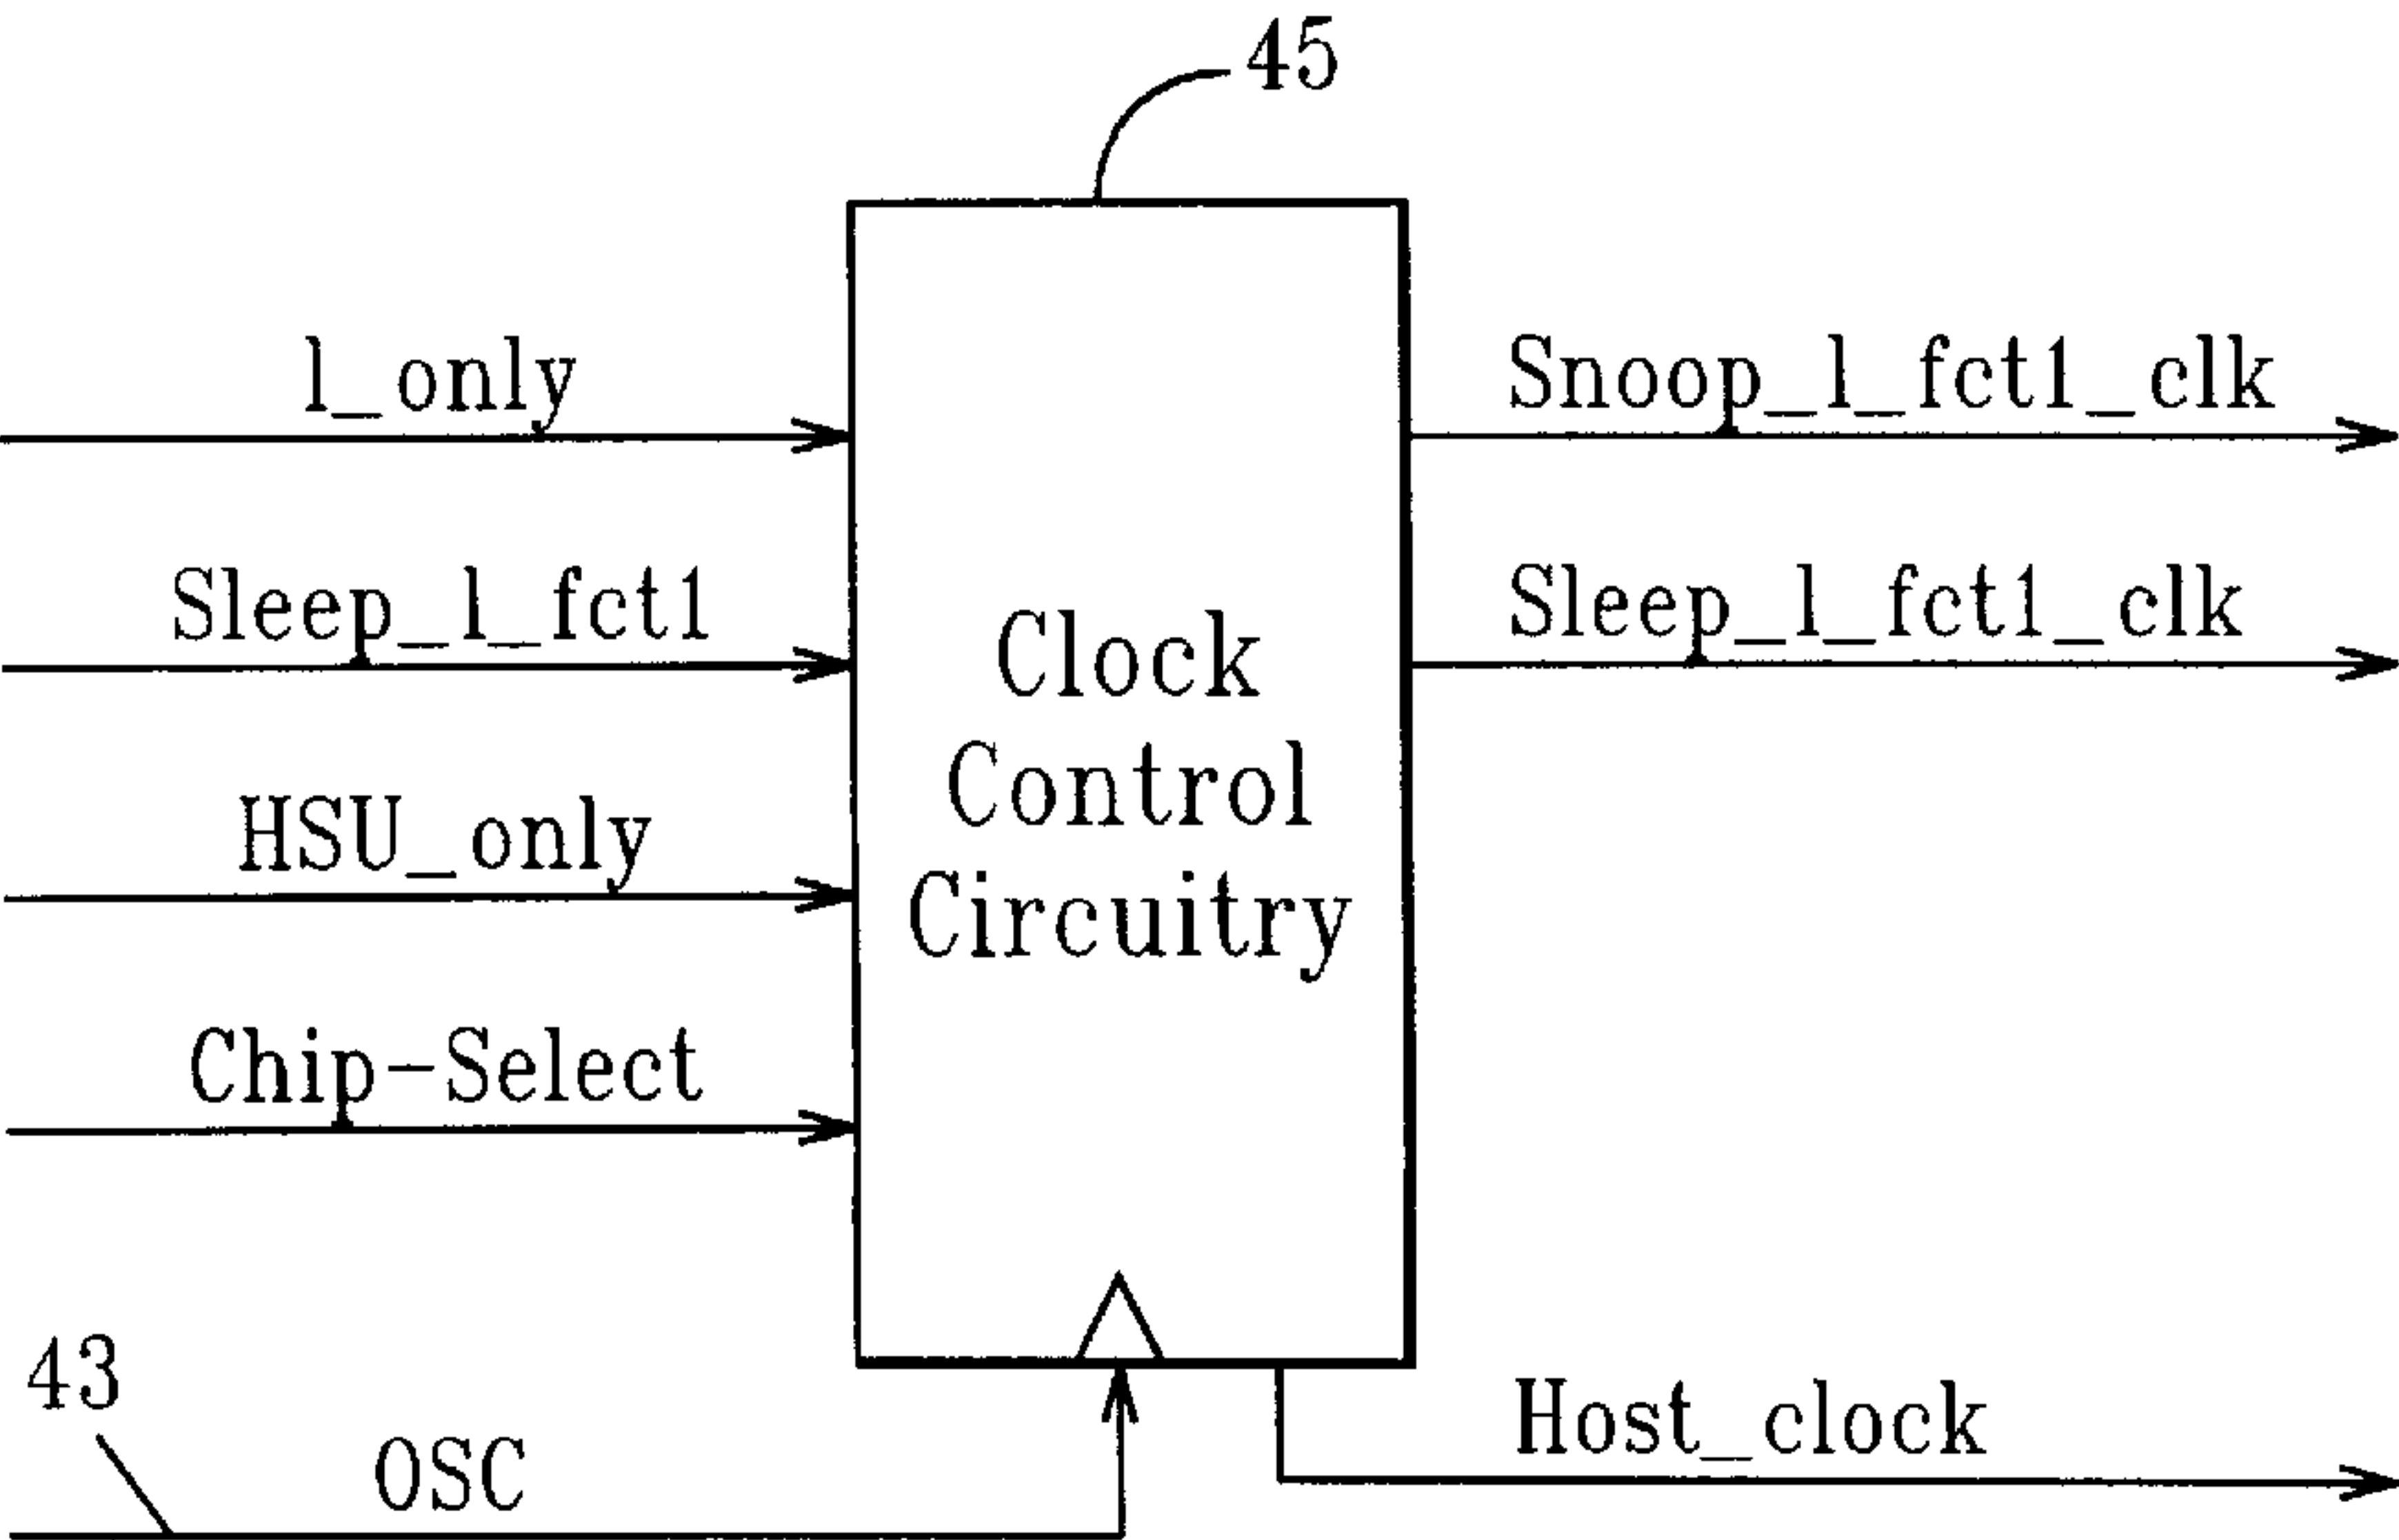 45
l_only
Snoop_l_fct1_clk
Sleep_l_fct1
Sleep_l_fct1_clk
Clock
Control
Circuitry
HSU_only
Chip-Select
43
OSC
Host_clock